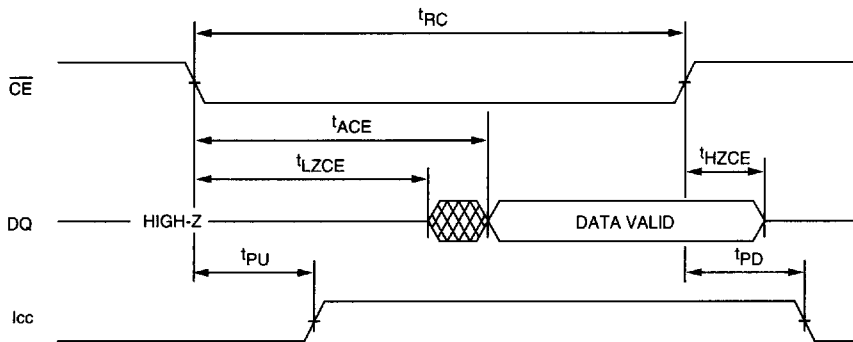 tRC
CE
tACE
tLZCE
tHZCE
DQ HIGH-Z DATA VALID
tPU tPD
Icc